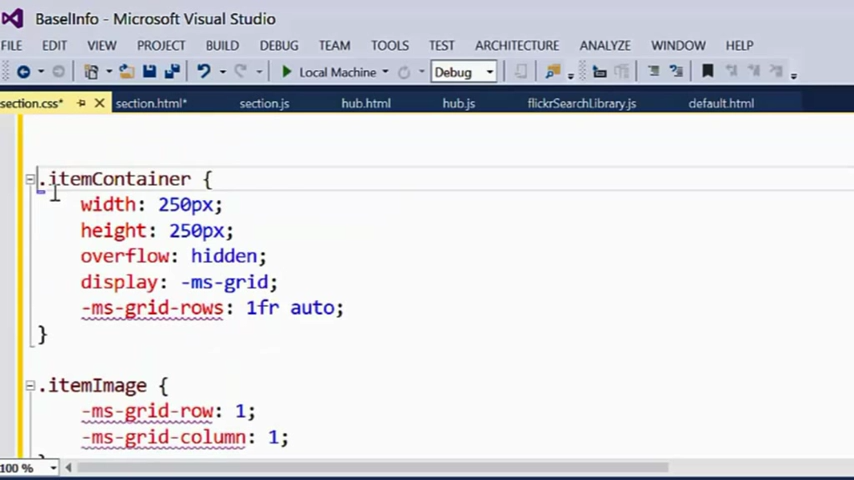 BaselInfo - Microsoft Visual Studio
FILE EDIT VIEW PROJECT BUILD DEBUG TEAM TOOLS TEST ARCHITECTURE ANALYZE WINDOW HELP
Local Machine Debug
section.css* section.html* section.js hub.html hub.js flickrSearchLibrary.js default.html
.itemContainer {
width: 250px;
height: 250px;
overflow: hidden;
display: -ms-grid;
-ms-grid-rows: 1fr auto;
}
.itemImage {
-ms-grid-row: 1;
-ms-grid-column: 1;
100 %